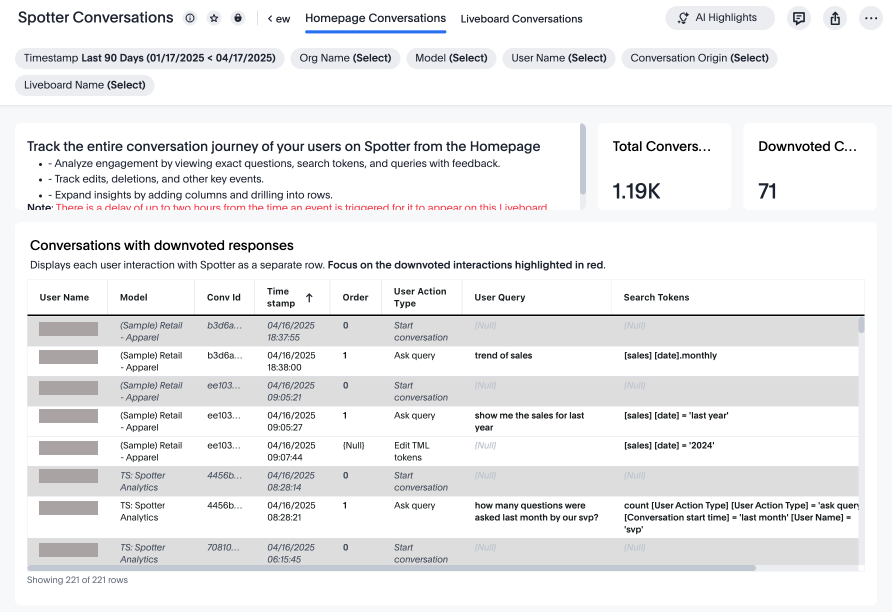 Spotter Conversations
ew
Homepage Conversations
Liveboard Conversations
AI Highlights
Timestamp Last 90 Days (01/17/2025 < 04/17/2025)
Org Name (Select)
Model (Select)
User Name (Select)
Conversation Origin (Select)
Liveboard Name (Select)
Track the entire conversation journey of your users on Spotter from the Homepage
• - Analyze engagement by viewing exact questions, search tokens, and queries with feedback.
• - Track edits, deletions, and other key events.
• - Expand insights by adding columns and drilling into rows.
Note: There is a delay of up to two hours from the time an event is triggered for it to appear on this Liveboard
Total Convers...
1.19K
Downvoted C...
71
Conversations with downvoted responses
Displays each user interaction with Spotter as a separate row. Focus on the downvoted interactions highlighted in red.
User Name
Model
Conv Id
Time
stamp
Order
User Action
Type
User Query
Search Tokens
(Sample) Retail
- Apparel
b3d6a...
04/16/2025
18:37:55
0
Start
conversation
{Null}
{Null}
(Sample) Retail
- Apparel
b3d6a...
04/16/2025
18:38:00
1
Ask query
trend of sales
[sales] [date].monthly
(Sample) Retail
- Apparel
ee103...
04/16/2025
09:05:21
0
Start
conversation
{Null}
{Null}
(Sample) Retail
- Apparel
ee103...
04/16/2025
09:05:27
1
Ask query
show me the sales for last
year
[sales] [date] = 'last year'
(Sample) Retail
- Apparel
ee103...
04/16/2025
09:07:44
{Null}
Edit TML
tokens
{Null}
[sales] [date] = '2024'
TS: Spotter
Analytics
4456b...
04/16/2025
08:28:14
0
Start
conversation
{Null}
{Null}
TS: Spotter
Analytics
4456b...
04/16/2025
08:28:21
1
Ask query
how many questions were
asked last month by our svp?
count [User Action Type] [User Action Type] = 'ask query
[Conversation start time] = 'last month' [User Name] =
'svp'
TS: Spotter
Analytics
70810...
04/16/2025
06:15:45
0
Start
conversation
{Null}
{Null}
Showing 221 of 221 rows